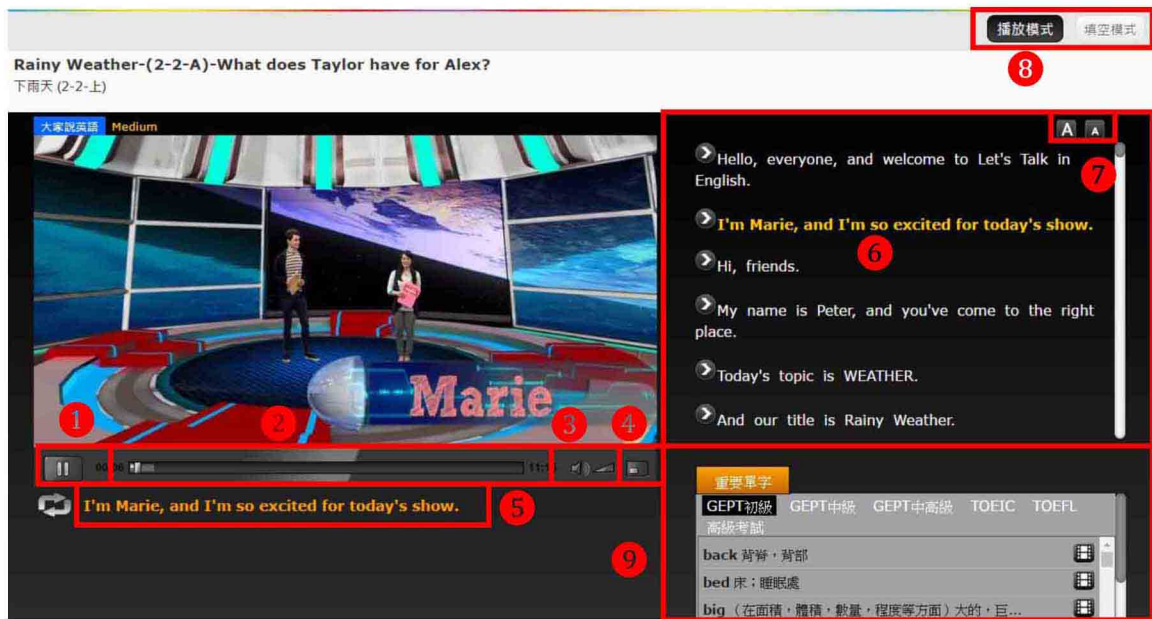 播放模式 填空模式
8
Rainy Weather-(2-2-A)-What does Taylor have for Alex?
下雨天 (2-2-上)
大家說英語 Medium
A A
7
Hello, everyone, and welcome to Let's Talk in
English.
I'm Marie, and I'm so excited for today's show.
6
Hi, friends.
My name is Peter, and you've come to the right
place.
Today's topic is WEATHER.
And our title is Rainy Weather.
Marie
1 2 3 4
00:06
I'm Marie, and I'm so excited for today's show.
5
9
重要單字
GEPT初級 GEPT中級 GEPT中高級 TOEIC TOEFL
高級考試
back 背脊，背部
bed 床；睡眠處
big （在面積，體積，數量，程度等方面）大的，巨...